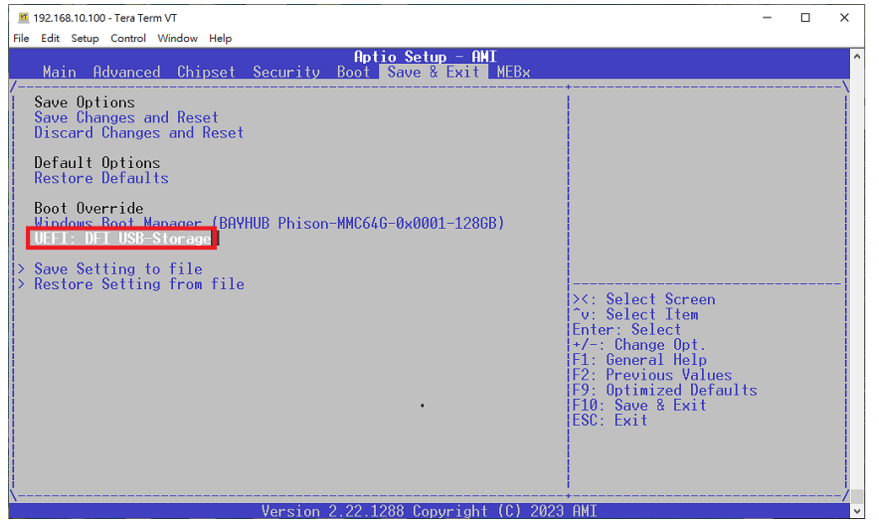 192.168.10.100 - Tera Term VT
File Edit Setup Control Window Help
Aptio Setup - AMI
Main Advanced Chipset Security Boot Save & Exit MEBx
Save Options
Save Changes and Reset
Discard Changes and Reset
Default Options
Restore Defaults
Boot Override
Windows Boot Manager (BAYHUB Phison-MMC64G-0x0001-128GB)
UEFI: DFI USB-Storage
> Save Setting to file
> Restore Setting from file
><: Select Screen
^v: Select Item
Enter: Select
+/-: Change Opt.
F1: General Help
F2: Previous Values
F9: Optimized Defaults
F10: Save & Exit
ESC: Exit
Version 2.22.1288 Copyright (C) 2023 AMI